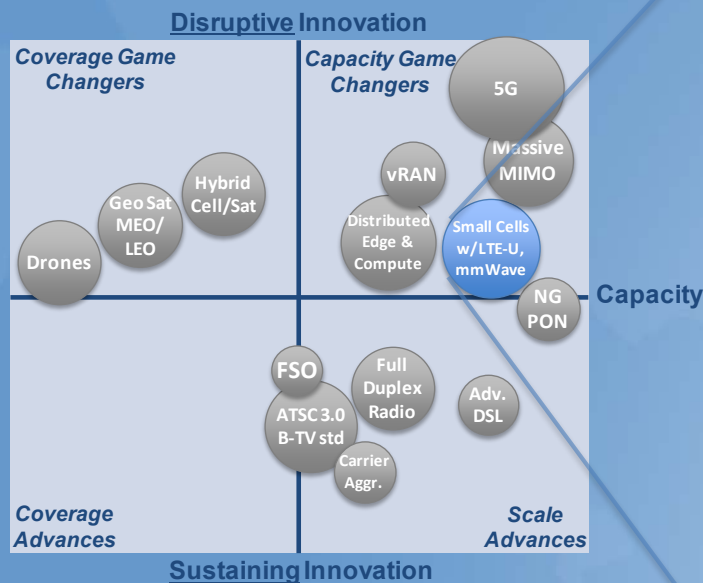 Disruptive Innovation
Coverage Game
Changers
Capacity Game
Changers
5G
Massive
MIMO
vRAN
Hybrid
Cell/Sat
Geo Sat
MEO/
LEO
Drones
Distributed
Edge &
Compute
Small Cells
w/LTE-U,
mmWave
NG
PON
Capacity
FSO
Full
Duplex
Radio
Adv.
DSL
ATSC 3.0
B-TV std
Carrier
Aggr.
Coverage
Advances
Scale
Advances
Sustaining Innovation